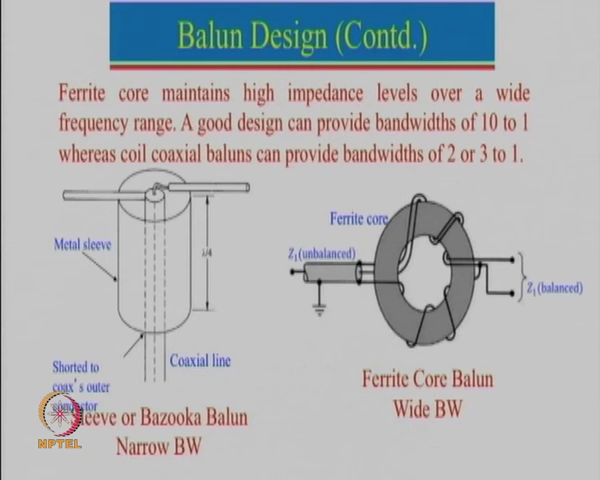 Balun Design (Contd.)
Ferrite core maintains high impedance levels over a wide
frequency range. A good design can provide bandwidths of 10 to 1
whereas coil coaxial baluns can provide bandwidths of 2 or 3 to 1.
Metal sleeve
λ/4
Shorted to
coax's outer
conductor
Coaxial line
Sleeve or Bazooka Balun
Narrow BW
Ferrite core
Z₁(unbalanced)
Z₁(balanced)
Ferrite Core Balun
Wide BW
NPTEL